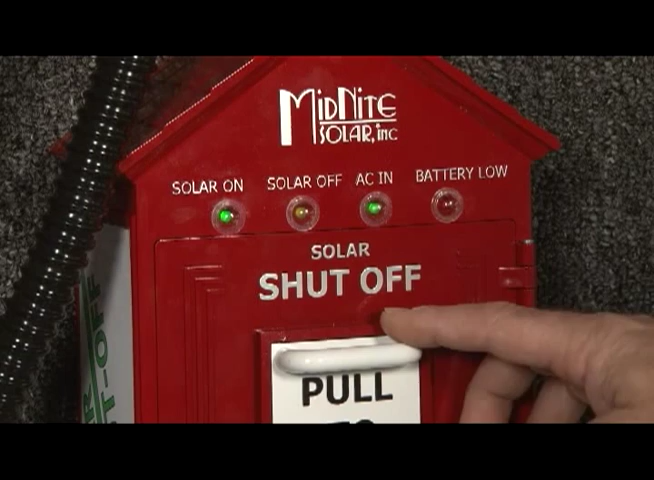 MIDNITE
SOLAR, inc
SOLAR ON SOLAR OFF AC IN BATTERY LOW
SOLAR
SHUT OFF
PULL